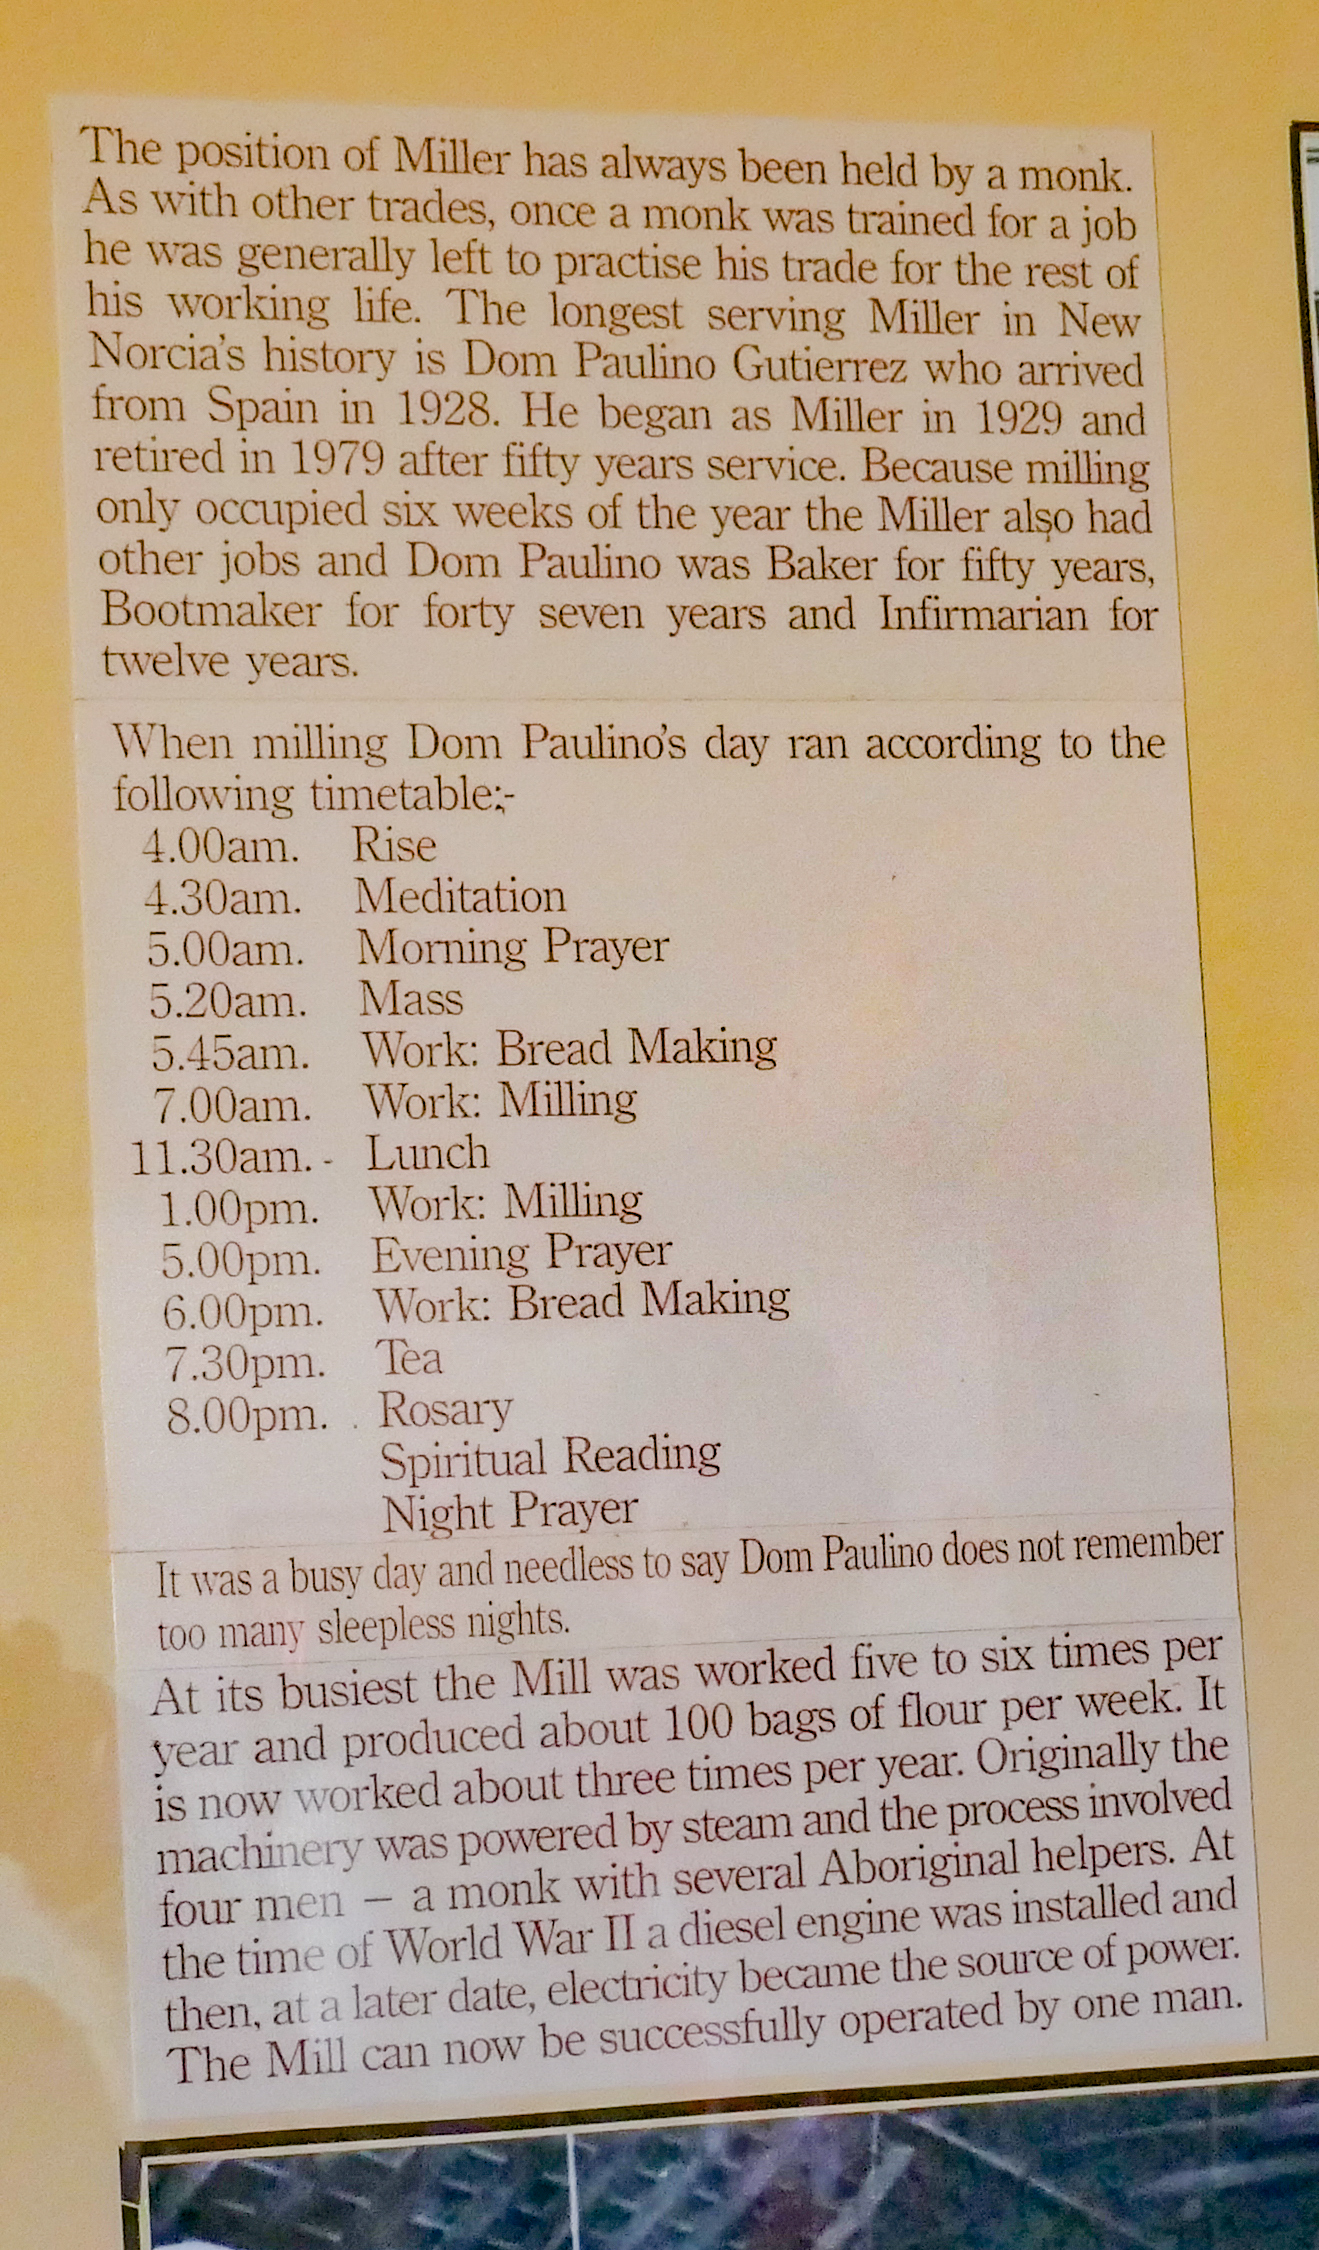 The position of Miller has always been held by a monk.
As with other trades, once a monk was trained for a job
he was generally left to practise his trade for the rest of
his working life. The longest serving Miller in New
Norcia's history is Dom Paulino Gutierrez who arrived
from Spain in 1928. He began as Miller in 1929 and
retired in 1979 after fifty years service. Because milling
only occupied six weeks of the year the Miller also had
other jobs and Dom Paulino was Baker for fifty years,
Bootmaker for forty seven years and Infirmarian for
twelve years.
When milling Dom Paulino's day ran according to the
following timetable:-
4.00am. Rise
4.30am. Meditation
5.00am. Morning Prayer
5.20am. Mass
5.45am. Work: Bread Making
7.00am. Work: Milling
11.30am. - Lunch
1.00pm. Work: Milling
5.00pm. Evening Prayer
6.00pm. Work: Bread Making
7.30pm. Tea
8.00pm. Rosary
Spiritual Reading
Night Prayer
It was a busy day and needless to say Dom Paulino does not remember
too many sleepless nights.
At its busiest the Mill was worked five to six times per
year and produced about 100 bags of flour per week. It
is now worked about three times per year. Originally the
machinery was powered by steam and the process involved
four men – a monk with several Aboriginal helpers. At
the time of World War II a diesel engine was installed and
then, at a later date, electricity became the source of power.
The Mill can now be successfully operated by one man.